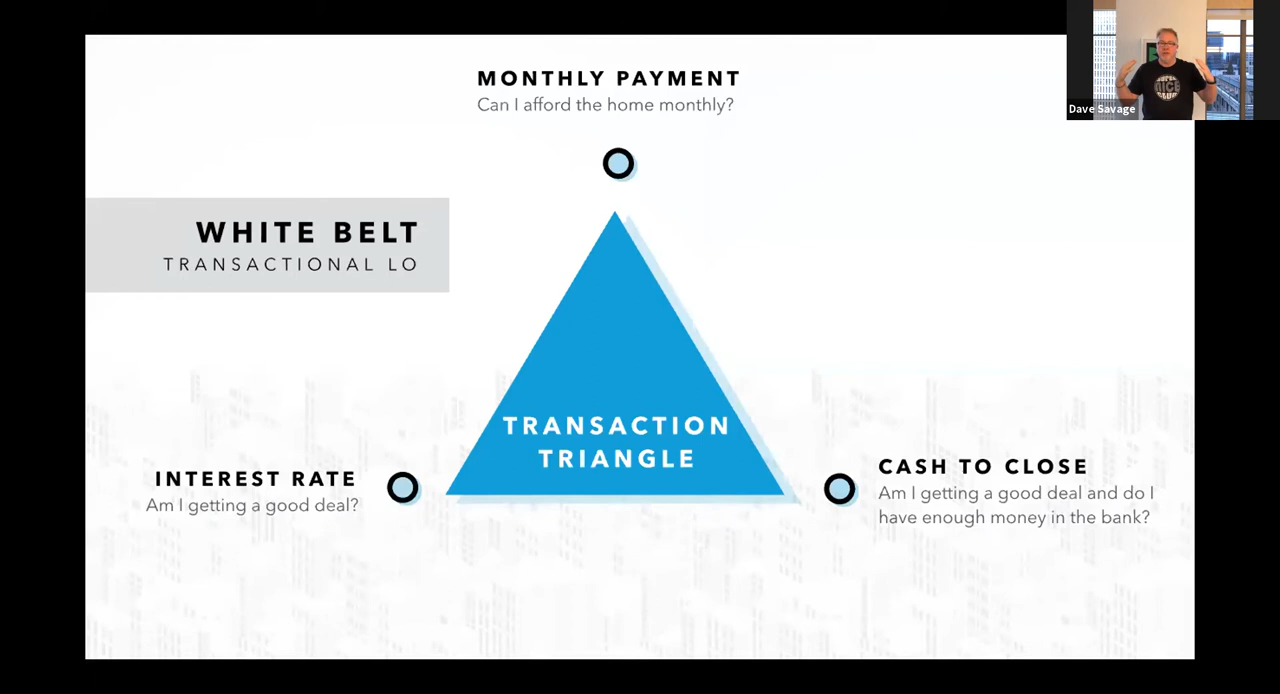 MONTHLY PAYMENT
Can I afford the home monthly?
NICE
Dave Savage
WHITE BELT
TRANSACTIONAL LO
TRANSACTION
TRIANGLE
INTEREST RATE
Am I getting a good deal?
CASH TO CLOSE
Am I getting a good deal and do I
have enough money in the bank?